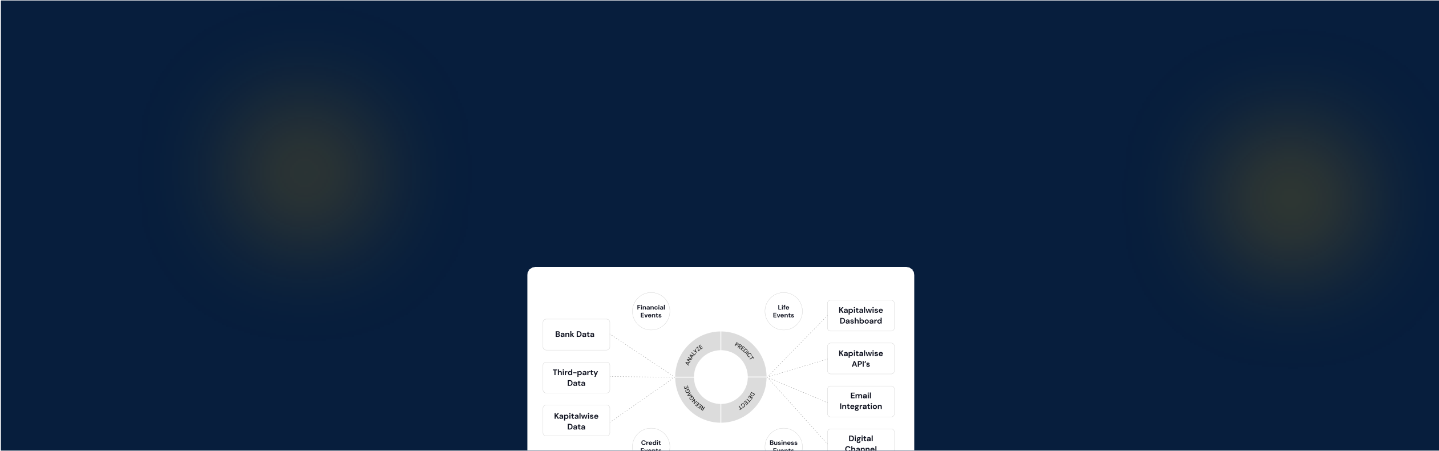 Financial
Events
Life
Events
Kapitalwise
Dashboard
Bank Data
ANALYZE
PREDICT
Kapitalwise
API's
Third-party
Data
REENGAGE
DETECT
Email
Integration
Kapitalwise
Data
Credit
Events
Business
Events
Digital
Channel